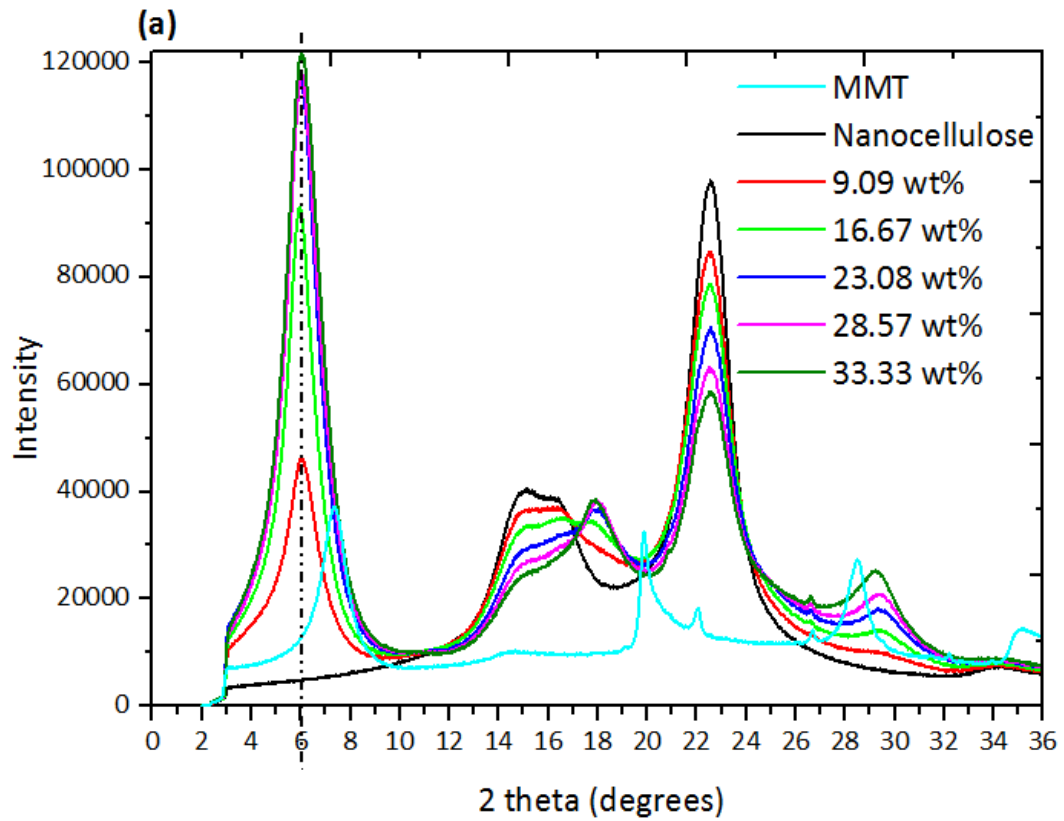 (a)
120000
100000
80000
60000
40000
20000
0
Intensity
MMT
Nanocellulose
9.09 wt%
16.67 wt%
23.08 wt%
28.57 wt%
33.33 wt%
0 2 4 6 8 10 12 14 16 18 20 22 24 26 28 30 32 34 36
2 theta (degrees)